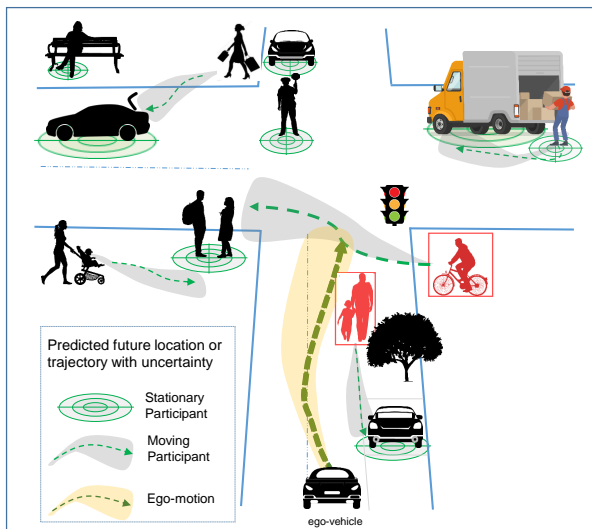 Predicted future location or
trajectory with uncertainty
Stationary
Participant
Moving
Participant
Ego-motion
ego-vehicle